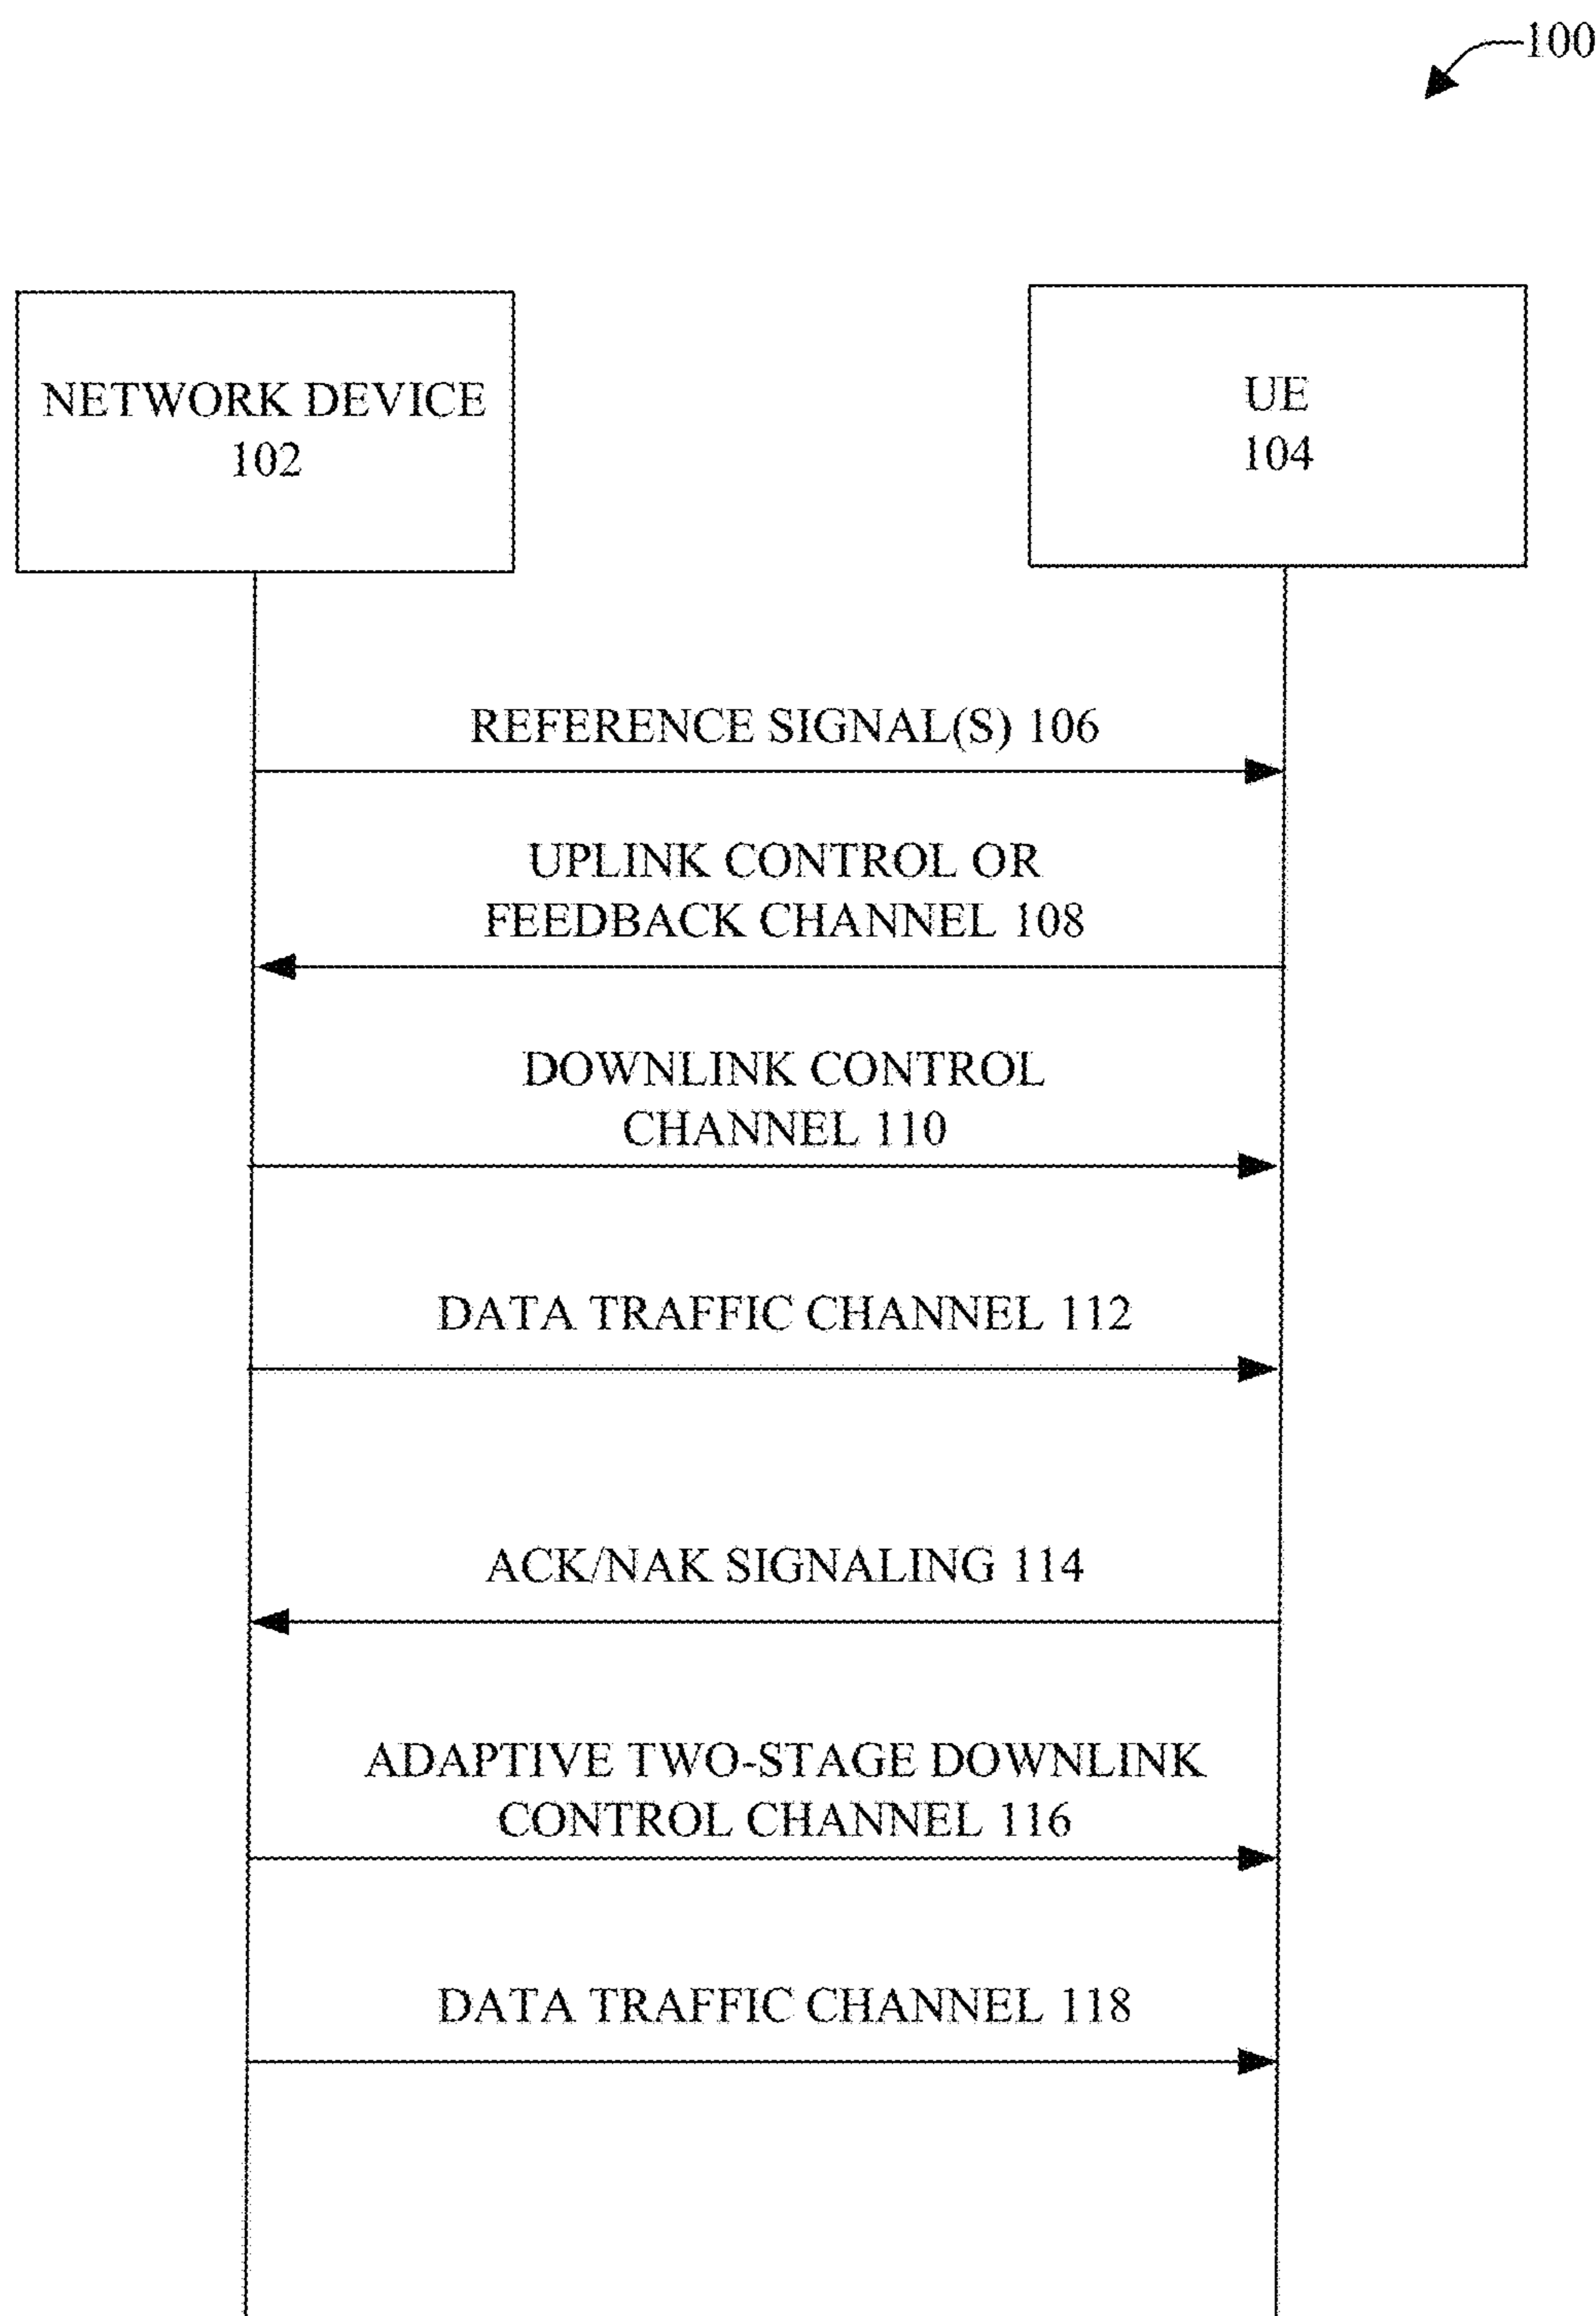 100
NETWORK DEVICE
102
UE
104
REFERENCE SIGNAL(S) 106
UPLINK CONTROL OR
FEEDBACK CHANNEL 108
DOWNLINK CONTROL
CHANNEL 110
DATA TRAFFIC CHANNEL 112
ACK/NAK SIGNALING 114
ADAPTIVE TWO-STAGE DOWNLINK
CONTROL CHANNEL 116
DATA TRAFFIC CHANNEL 118